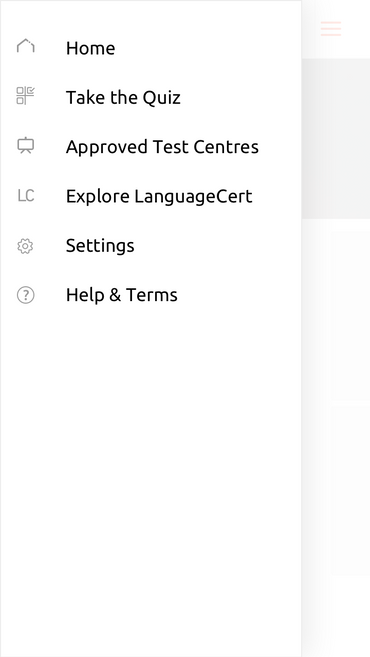 Home
Take the Quiz
Approved Test Centres
LC Explore LanguageCert
Settings
? Help & Terms